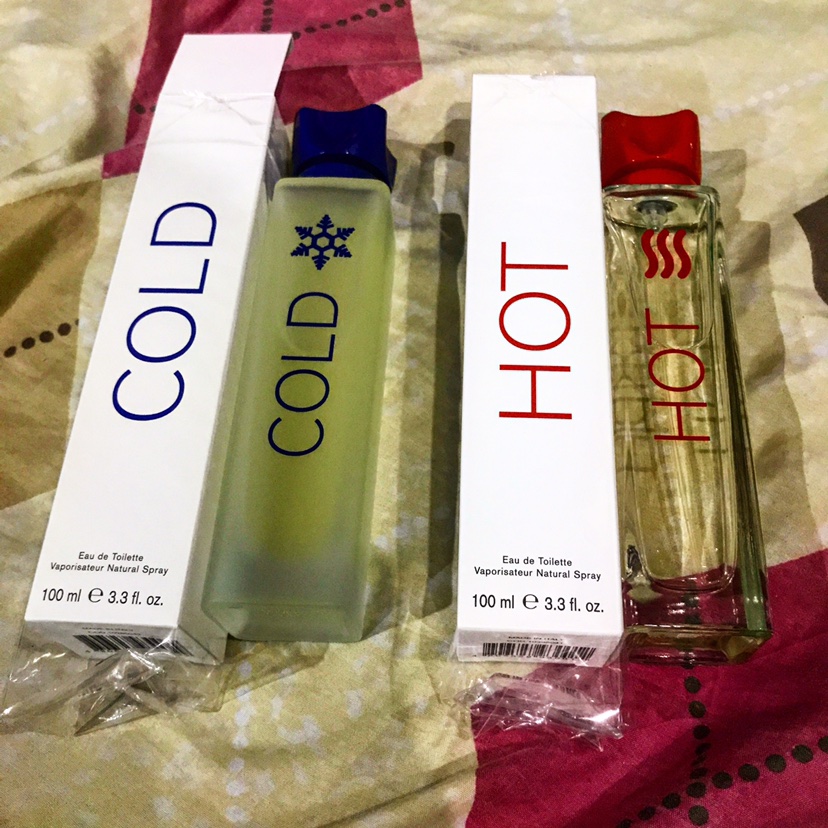 COLD
Eau de Toilette
Vaporisateur Natural Spray
100 ml e 3.3 fl. oz.
COLD
HOT
Eau de Toilette
Vaporisateur Natural Spray
100 ml e 3.3 fl. oz.
HOT